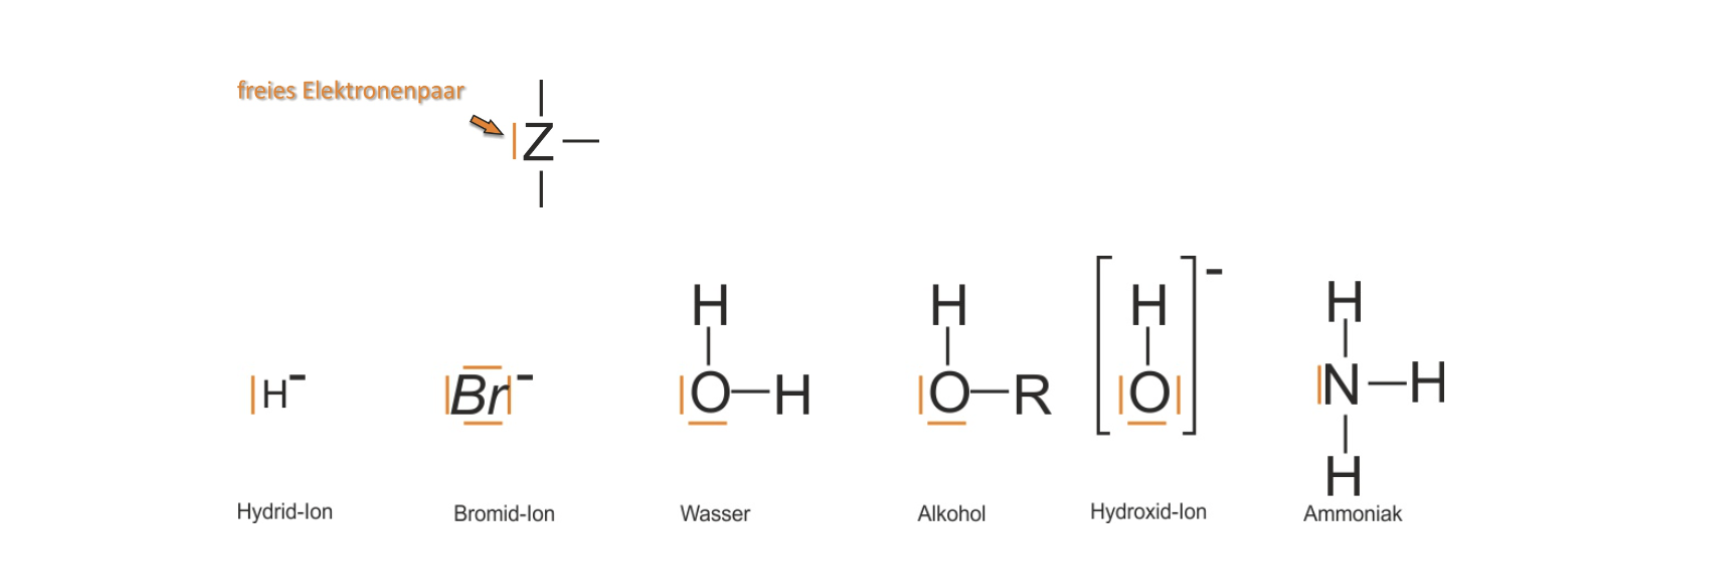 freies Elektronenpaar
|Z—
H H H H
|H⁻ |Br|⁻ |O—H |O—R [|O|]⁻ |N—H
H
Hydrid-Ion Bromid-Ion Wasser Alkohol Hydroxid-Ion Ammoniak